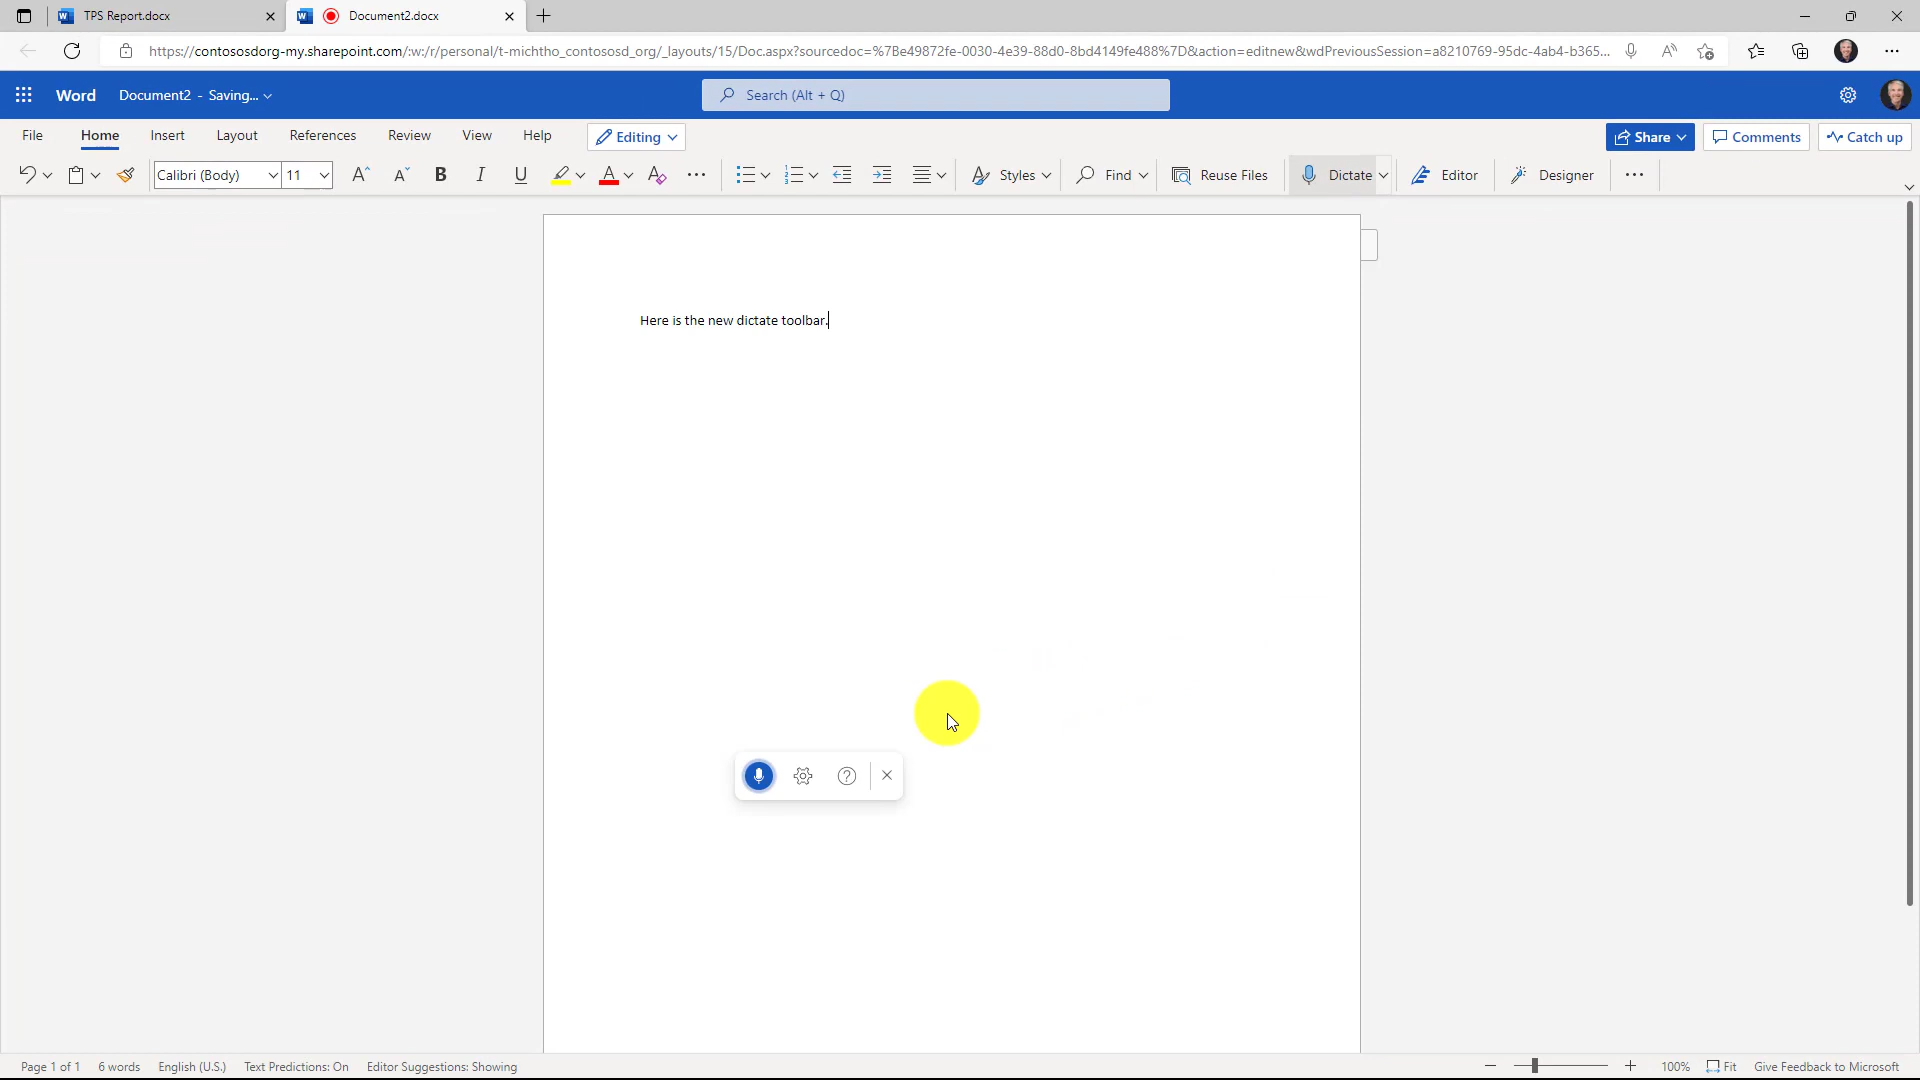 TPS Report.docx
Document2.docx
https://contososdorg-my.sharepoint.com/:w:/r/personal/t-michtho_contososd_org/_layouts/15/Doc.aspx?sourcedoc=%7Be49872fe-0030-4e39-88d0-8bd4149fe488%7D&action=editnew&wdPreviousSession=a8210769-95dc-4ab4-b365...
Word Document2 - Saving...
Search (Alt + Q)
File Home Insert Layout References Review View Help Editing Share Comments Catch up
Calibri (Body) 11 B I U A Styles Find Reuse Files Dictate Editor Designer
Here is the new dictate toolbar.
Page 1 of 1 6 words English (U.S.) Text Predictions: On Editor Suggestions: Showing 100% Fit Give Feedback to Microsoft